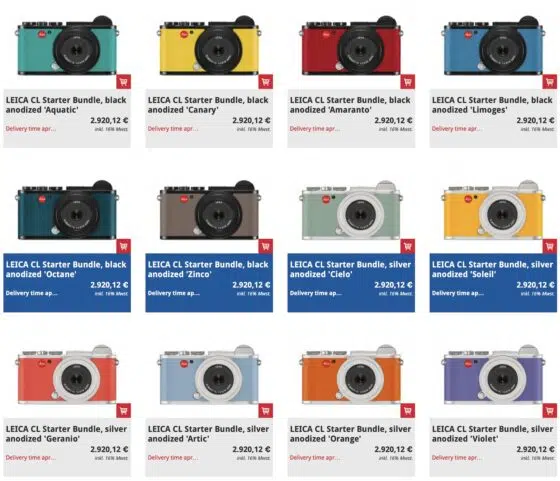 LEICA CL Starter Bundle, black
anodized 'Aquatic'
2.920,12 €
Delivery time apr...
inkl. 16% Mwst.
LEICA CL Starter Bundle, black
anodized 'Canary'
2.920,12 €
Delivery time apr...
inkl. 16% Mwst.
LEICA CL Starter Bundle, black
anodized 'Amaranto'
2.920,12 €
Delivery time apr...
inkl. 16% Mwst.
LEICA CL Starter Bundle, black
anodized 'Limoges'
2.920,12 €
Delivery time apr...
inkl. 16% Mwst.
LEICA CL Starter Bundle, black
anodized 'Octane'
2.920,12 €
Delivery time ap...
inkl. 16% Mwst.
LEICA CL Starter Bundle, black
anodized 'Zinco'
2.920,12 €
Delivery time ap...
inkl. 16% Mwst.
LEICA CL Starter Bundle, silver
anodized 'Cielo'
2.920,12 €
Delivery time ap...
inkl. 16% Mwst.
LEICA CL Starter Bundle, silver
anodized 'Soleil'
2.920,12 €
Delivery time ap...
inkl. 16% Mwst.
LEICA CL Starter Bundle, silver
anodized 'Geranio'
2.920,12 €
Delivery time apr...
inkl. 16% Mwst.
LEICA CL Starter Bundle, silver
anodized 'Artic'
2.920,12 €
Delivery time apr...
inkl. 16% Mwst.
LEICA CL Starter Bundle, silver
anodized 'Orange'
2.920,12 €
Delivery time apr...
inkl. 16% Mwst.
LEICA CL Starter Bundle, silver
anodized 'Violet'
2.920,12 €
Delivery time apr...
inkl. 16% Mwst.